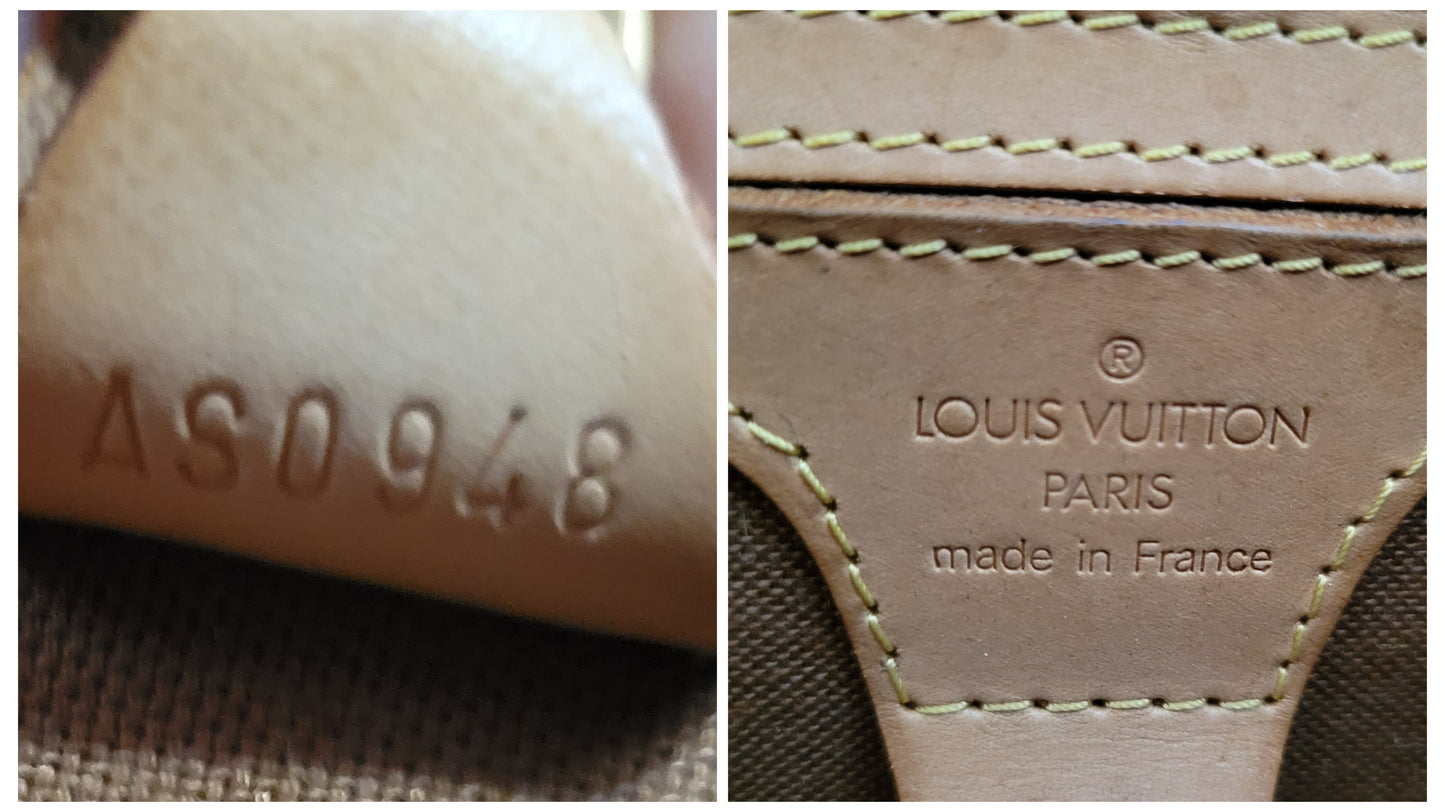 AS0948
®
LOUIS VUITTON
PARIS
made in France